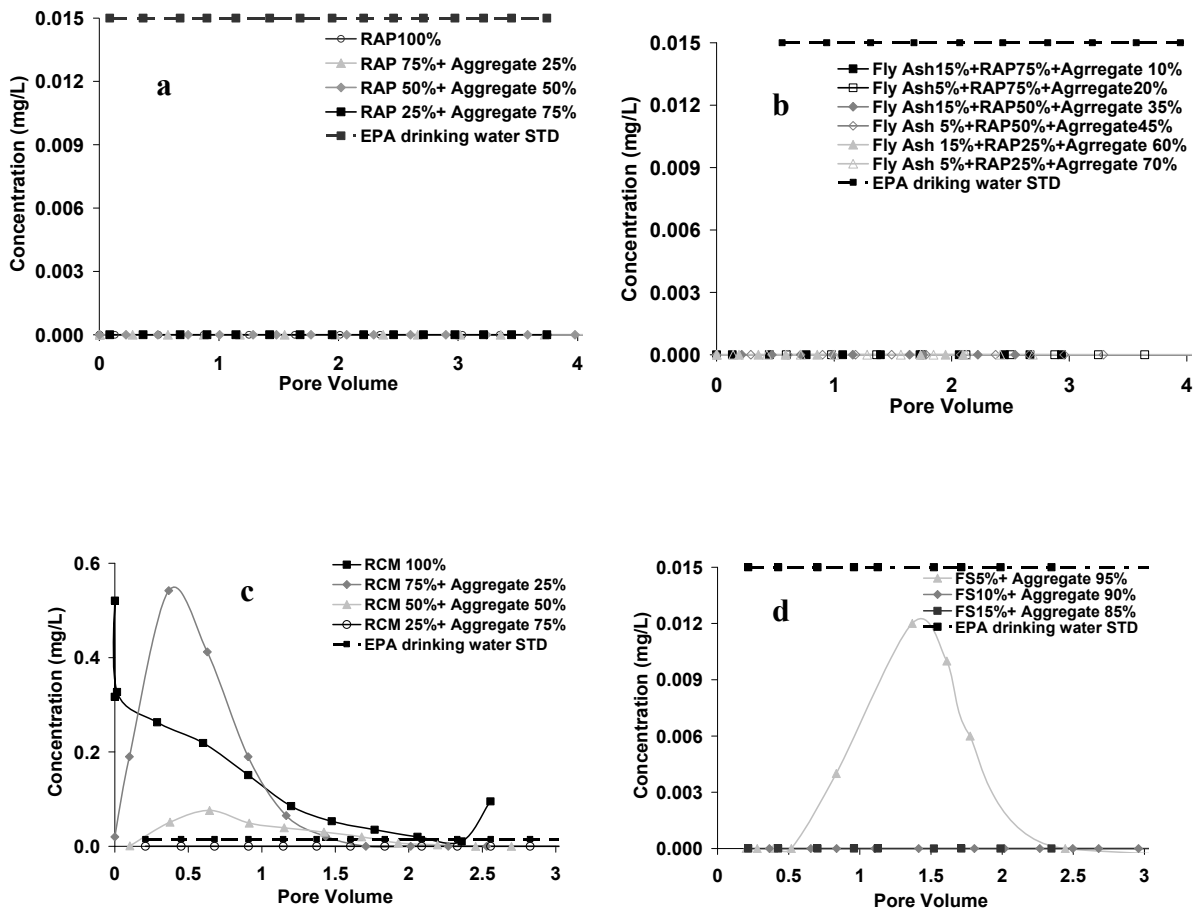 a
Concentration (mg/L)
0.015
0.012
0.009
0.006
0.003
0.000
RAP100%
RAP 75%+ Aggregate 25%
RAP 50%+ Aggregate 50%
RAP 25%+ Aggregate 75%
EPA drinking water STD
0 1 2 3 4
Pore Volume
b
Concentration (mg/L)
0.015
0.012
0.009
0.006
0.003
0.000
Fly Ash15%+RAP75%+Agrregate 10%
Fly Ash5%+RAP75%+Agrregate20%
Fly Ash15%+RAP50%+Agrregate 35%
Fly Ash 5%+RAP50%+Agrregate45%
Fly Ash 15%+RAP25%+Agrregate 60%
Fly Ash 5%+RAP25%+Agrregate 70%
EPA driking water STD
0 1 2 3 4
Pore Volume
c
Concentration (mg/L)
0.6
0.4
0.2
0.0
RCM 100%
RCM 75%+ Aggregate 25%
RCM 50%+ Aggregate 50%
RCM 25%+ Aggregate 75%
EPA drinking water STD
0 0.5 1 1.5 2 2.5 3
Pore Volume
d
Concentration (mg/L)
0.015
0.012
0.009
0.006
0.003
0.000
FS5%+ Aggregate 95%
FS10%+ Aggregate 90%
FS15%+ Aggregate 85%
EPA drinking water STD
0 0.5 1 1.5 2 2.5 3
Pore Volume